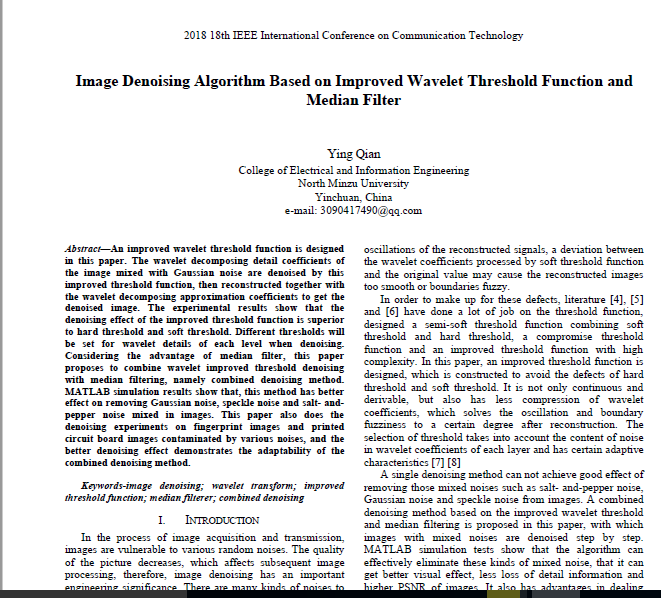 2018 18th IEEE International Conference on Communication Technology
Image Denoising Algorithm Based on Improved Wavelet Threshold Function and
Median Filter
Ying Qian
College of Electrical and Information Engineering
North Minzu University
Yinchuan, China
e-mail: 3090417490@qq.com
Abstract—An improved wavelet threshold function is designed
in this paper. The wavelet decomposing detail coefficients of
the image mixed with Gaussian noise are denoised by this
improved threshold function, then reconstructed together with
the wavelet decomposing approximation coefficients to get the
denoised image. The experimental results show that the
denoising effect of the improved threshold function is superior
to hard threshold and soft threshold. Different thresholds will
be set for wavelet details of each level when denoising.
Considering the advantage of median filter, this paper
proposes to combine wavelet improved threshold denoising
with median filtering, namely combined denoising method.
MATLAB simulation results show that, this method has better
effect on removing Gaussian noise, speckle noise and salt- and-
pepper noise mixed in images. This paper also does the
denoising experiments on fingerprint images and printed
circuit board images contaminated by various noises, and the
better denoising effect demonstrates the adaptability of the
combined denoising method.
Keywords-image denoising; wavelet transform; improved
threshold function; median filterer; combined denoising
I. INTRODUCTION
In the process of image acquisition and transmission,
images are vulnerable to various random noises. The quality
of the picture decreases, which affects subsequent image
processing, therefore, image denoising has an important
engineering significance. There are many kinds of noises to
oscillations of the reconstructed signals, a deviation between
the wavelet coefficients processed by soft threshold function
and the original value may cause the reconstructed images
too smooth or boundaries fuzzy.
In order to make up for these defects, literature [4], [5]
and [6] have done a lot of job on the threshold function,
designed a semi-soft threshold function combining soft
threshold and hard threshold, a compromise threshold
function and an improved threshold function with high
complexity. In this paper, an improved threshold function is
designed, which is constructed to avoid the defects of hard
threshold and soft threshold. It is not only continuous and
derivable, but also has less compression of wavelet
coefficients, which solves the oscillation and boundary
fuzziness to a certain degree after reconstruction. The
selection of threshold takes into account the content of noise
in wavelet coefficients of each layer and has certain adaptive
characteristics [7] [8]
A single denoising method can not achieve good effect of
removing those mixed noises such as salt- and-pepper noise,
Gaussian noise and speckle noise from images. A combined
denoising method based on the improved wavelet threshold
and median filtering is proposed in this paper, with which
images with mixed noises are denoised step by step.
MATLAB simulation tests show that the algorithm can
effectively eliminate these kinds of mixed noise, that it can
get better visual effect, less loss of detail information and
higher PSNR of images. It also has advantages in dealing